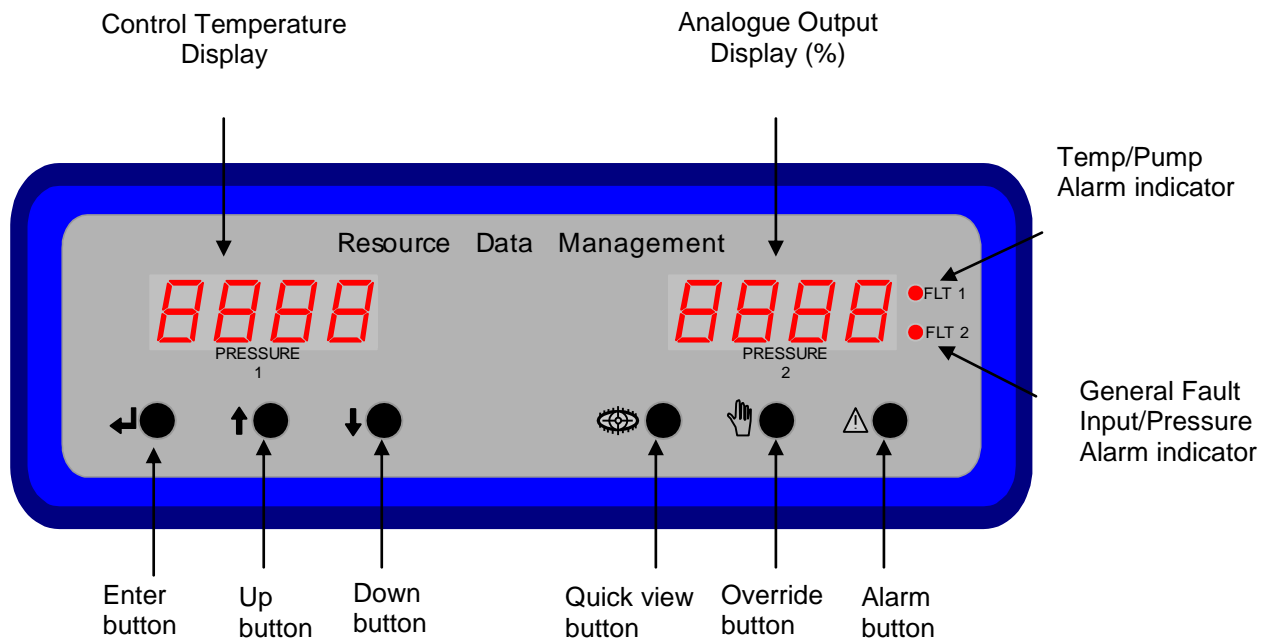 Control Temperature
Display
Analogue Output
Display (%)
Temp/Pump
Alarm indicator
Resource Data Management
8888
8888
FLT 1
FLT 2
PRESSURE
1
PRESSURE
2
General Fault
Input/Pressure
Alarm indicator
Enter
button
Up
button
Down
button
Quick view
button
Override
button
Alarm
button